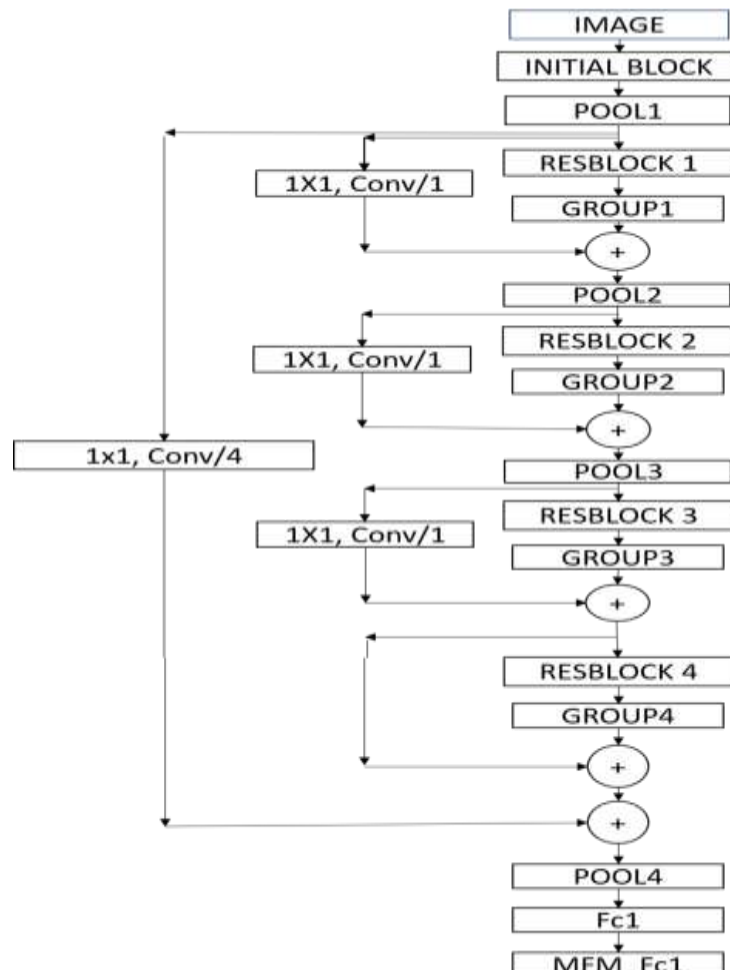 IMAGE
INITIAL BLOCK
POOL1
RESBLOCK 1
1X1, Conv/1
GROUP1
+
POOL2
RESBLOCK 2
1X1, Conv/1
GROUP2
+
1x1, Conv/4
POOL3
RESBLOCK 3
1X1, Conv/1
GROUP3
+
RESBLOCK 4
GROUP4
+
+
POOL4
Fc1
MFM_Fc1